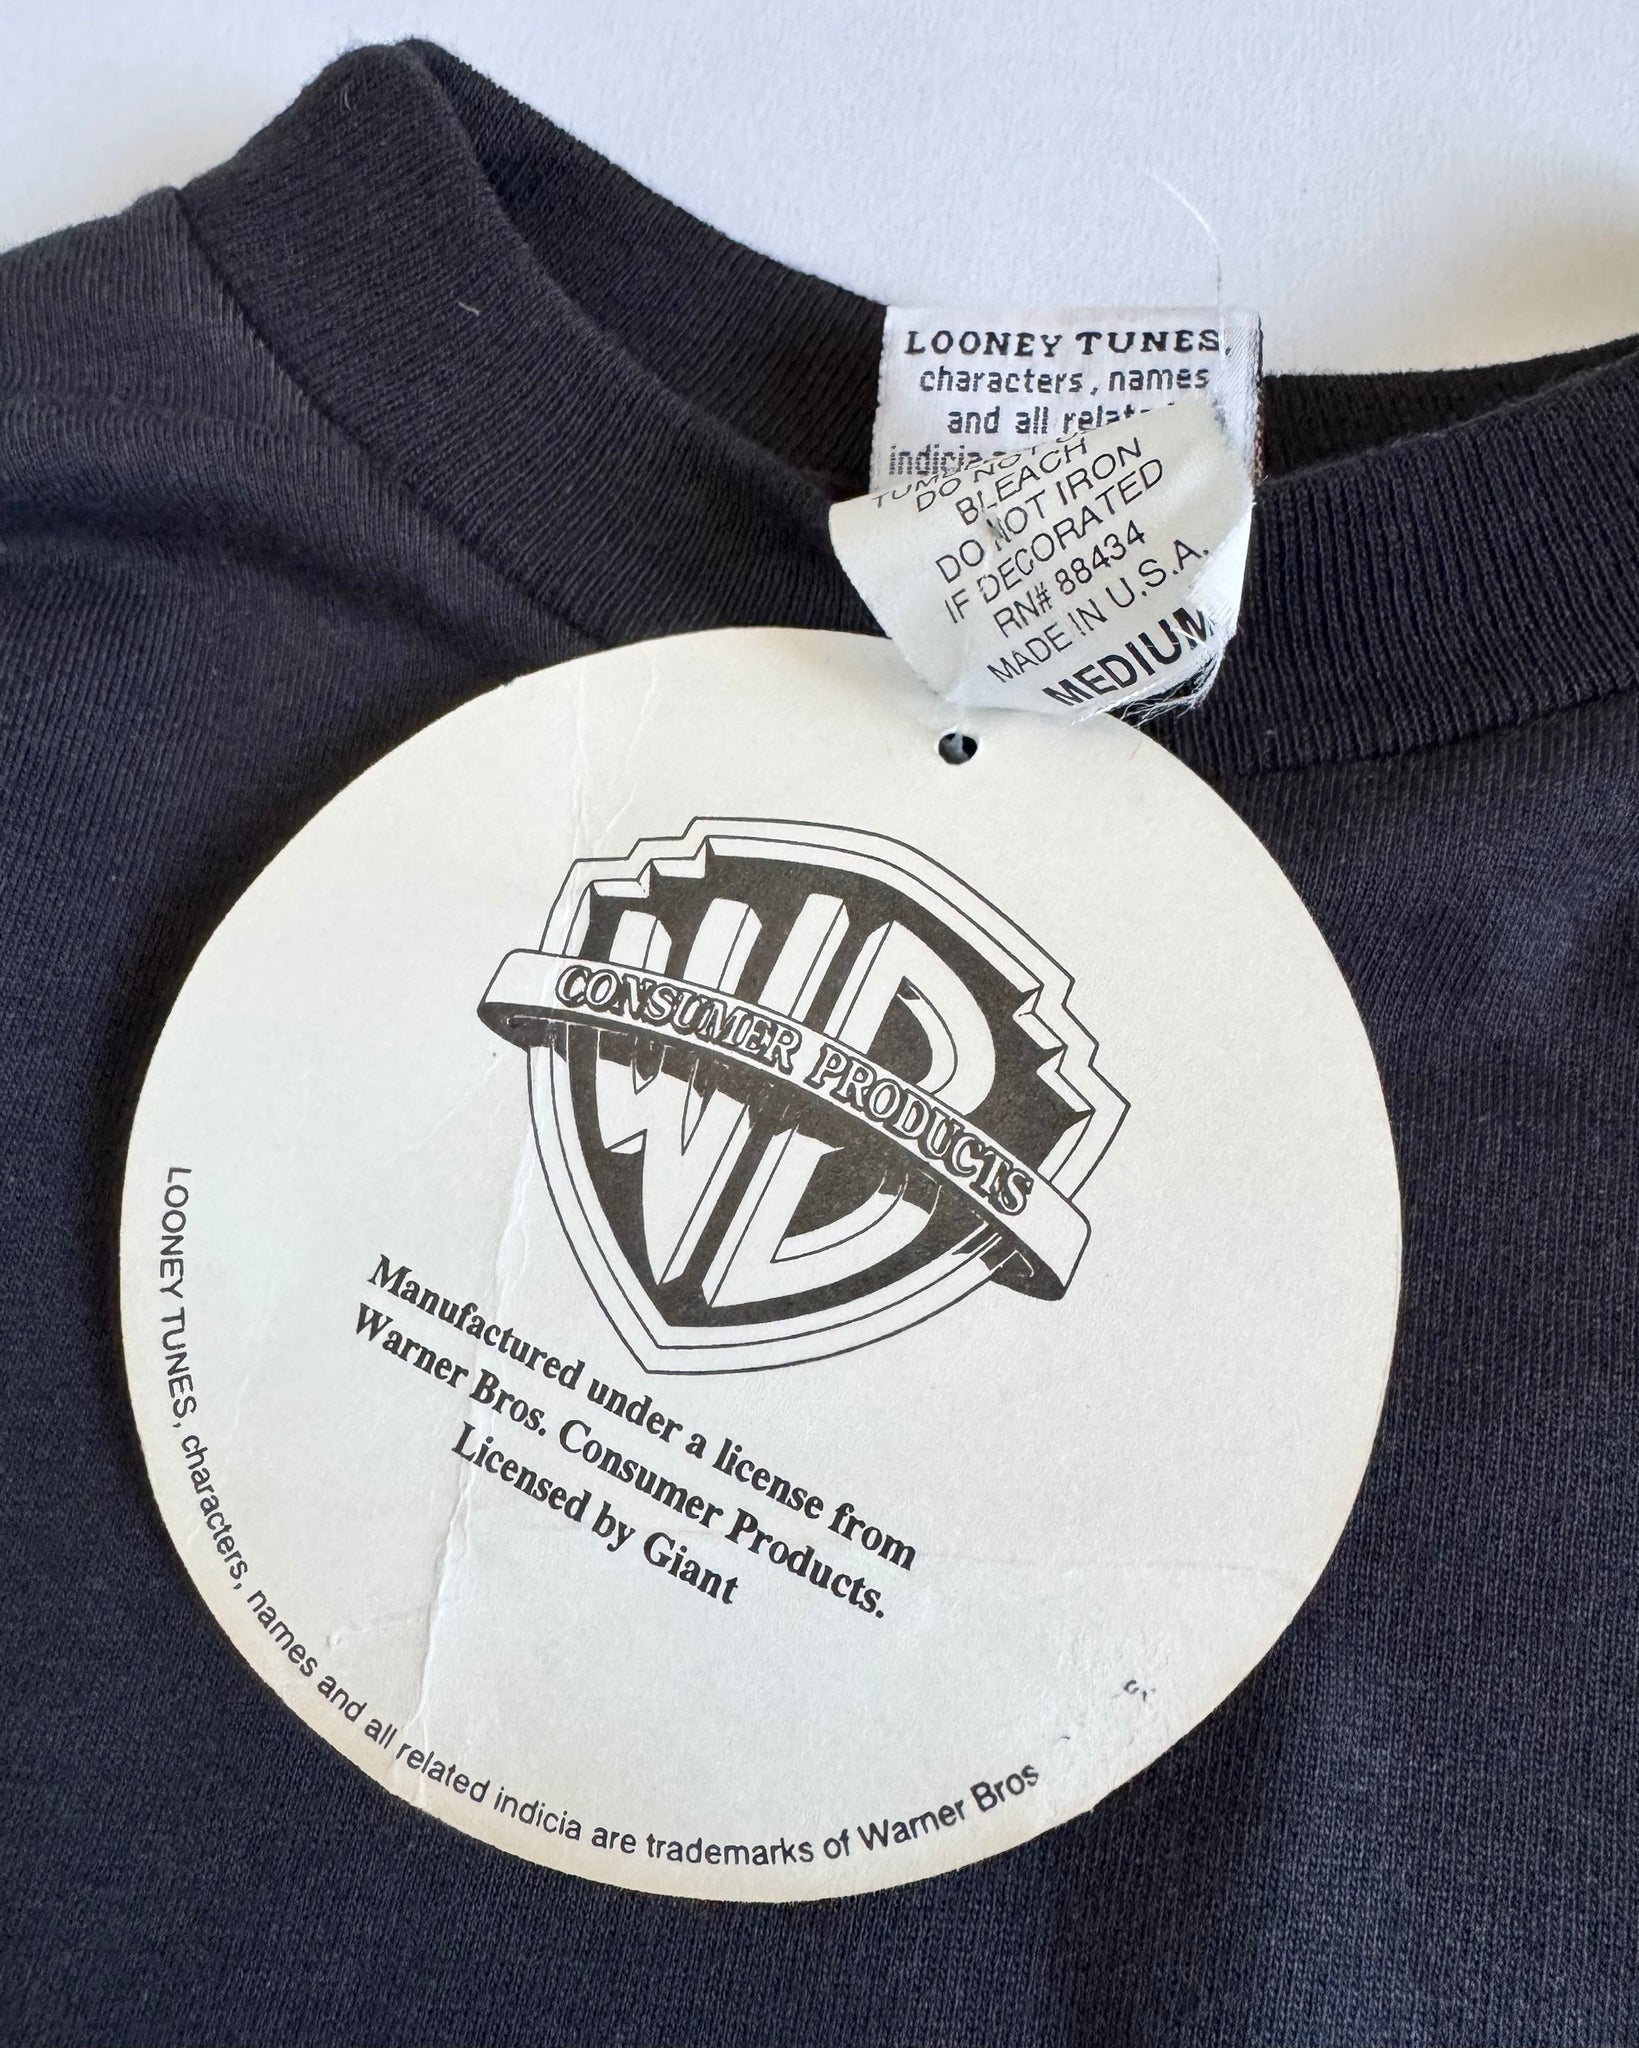 LOONEY TUNES,
characters, names
and all
DO NOT
BLEACH
DO NOT IRON
IF DECORATED
RN# 88434
MADE IN U.S.A.
MEDIUM
WB
CONSUMER PRODUCTS
Manufactured under a license from
Warner Bros. Consumer Products.
Licensed by Giant
LOONEY TUNES, characters, names and all related indicia are trademarks of Warner Bros